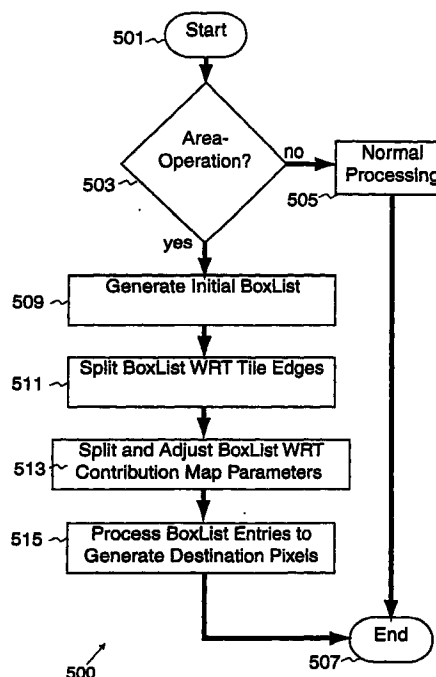 501
Start
Area-
Operation?
503
no
Normal
Processing
505
yes
Generate Initial BoxList
509
Split BoxList WRT Tile Edges
511
Split and Adjust BoxList WRT
Contribution Map Parameters
513
Process BoxList Entries to
Generate Destination Pixels
515
End
507
500